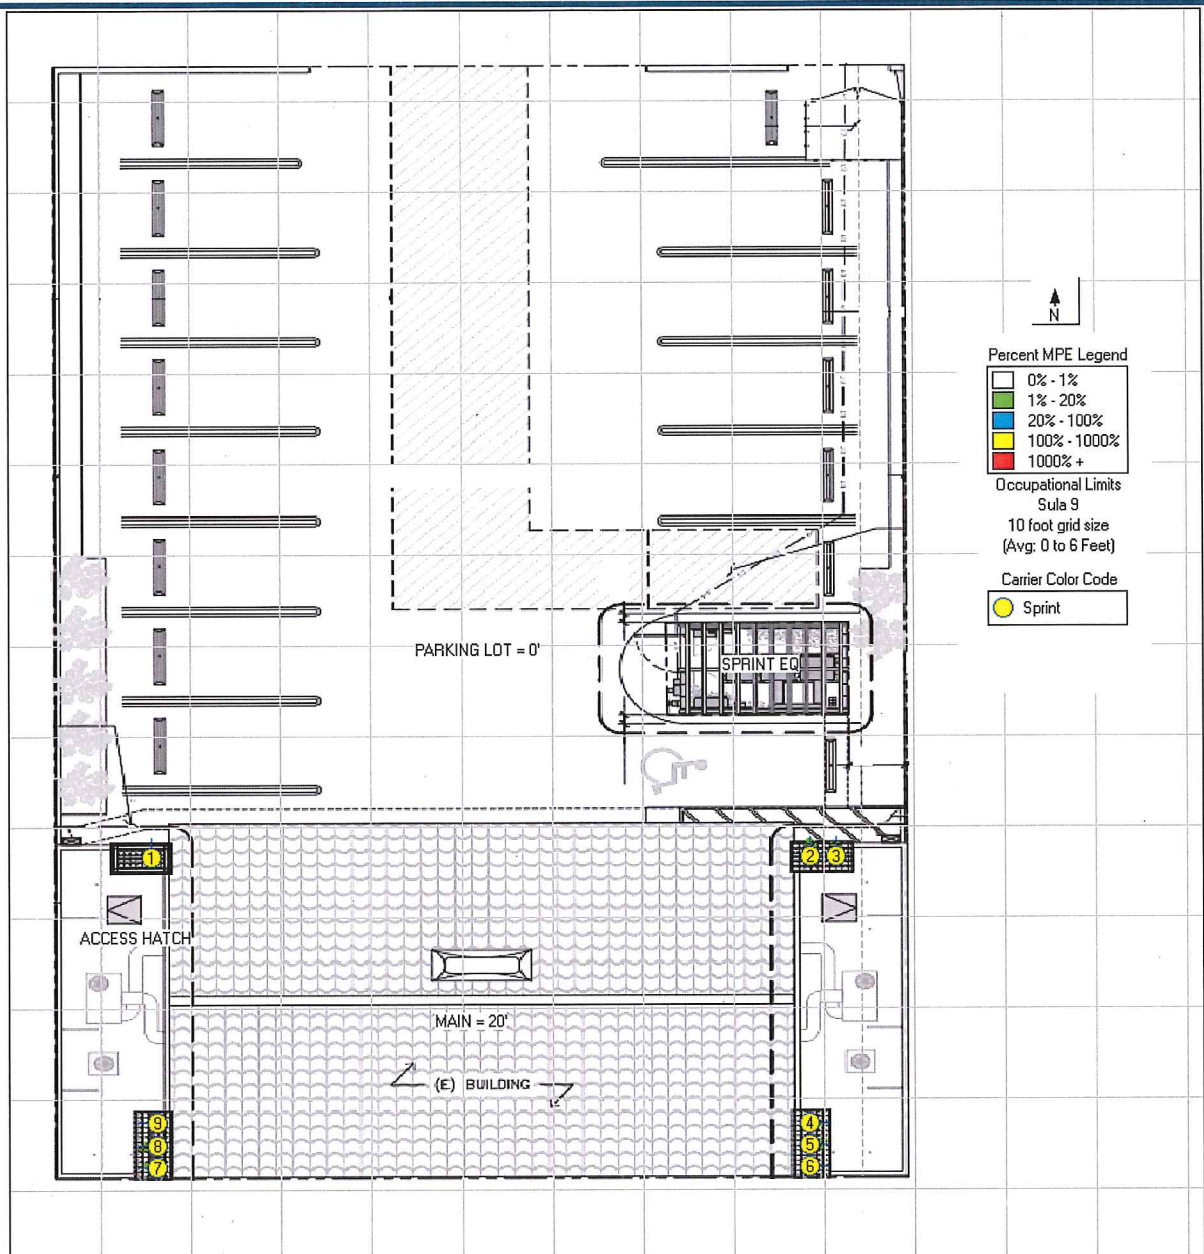 N
Percent MPE Legend
0% - 1%
1% - 20%
20% - 100%
100% - 1000%
1000% +
Occupational Limits
Sula 9
10 foot grid size
(Avg: 0 to 6 Feet)
Carrier Color Code
Sprint
PARKING LOT = 0'
SPRINT EQ
1
2
3
ACCESS HATCH
MAIN = 20'
(E) BUILDING
9
8
7
4
5
6